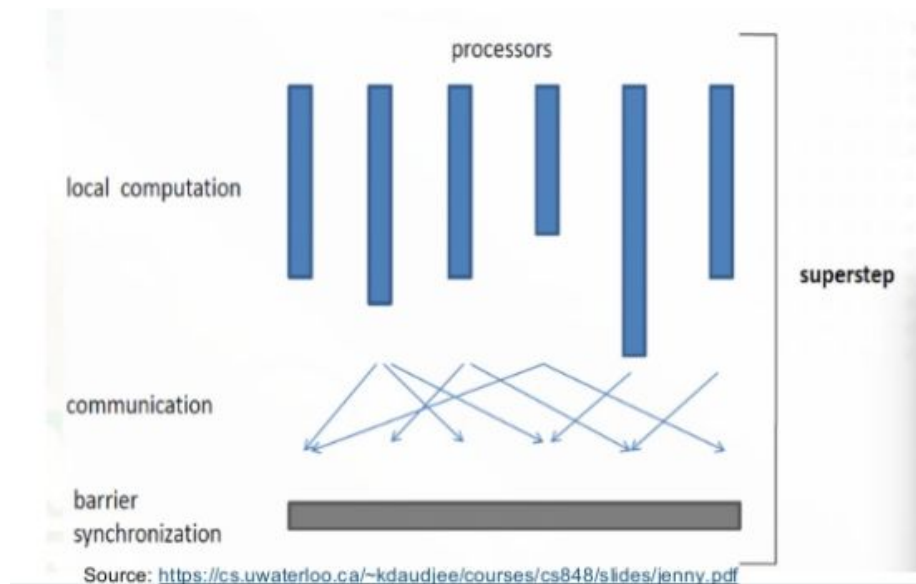 processors
local computation
superstep
communication
barrier
synchronization
Source: https://cs.uwaterloo.ca/~kdaudjee/courses/cs848/slides/jenny.pdf